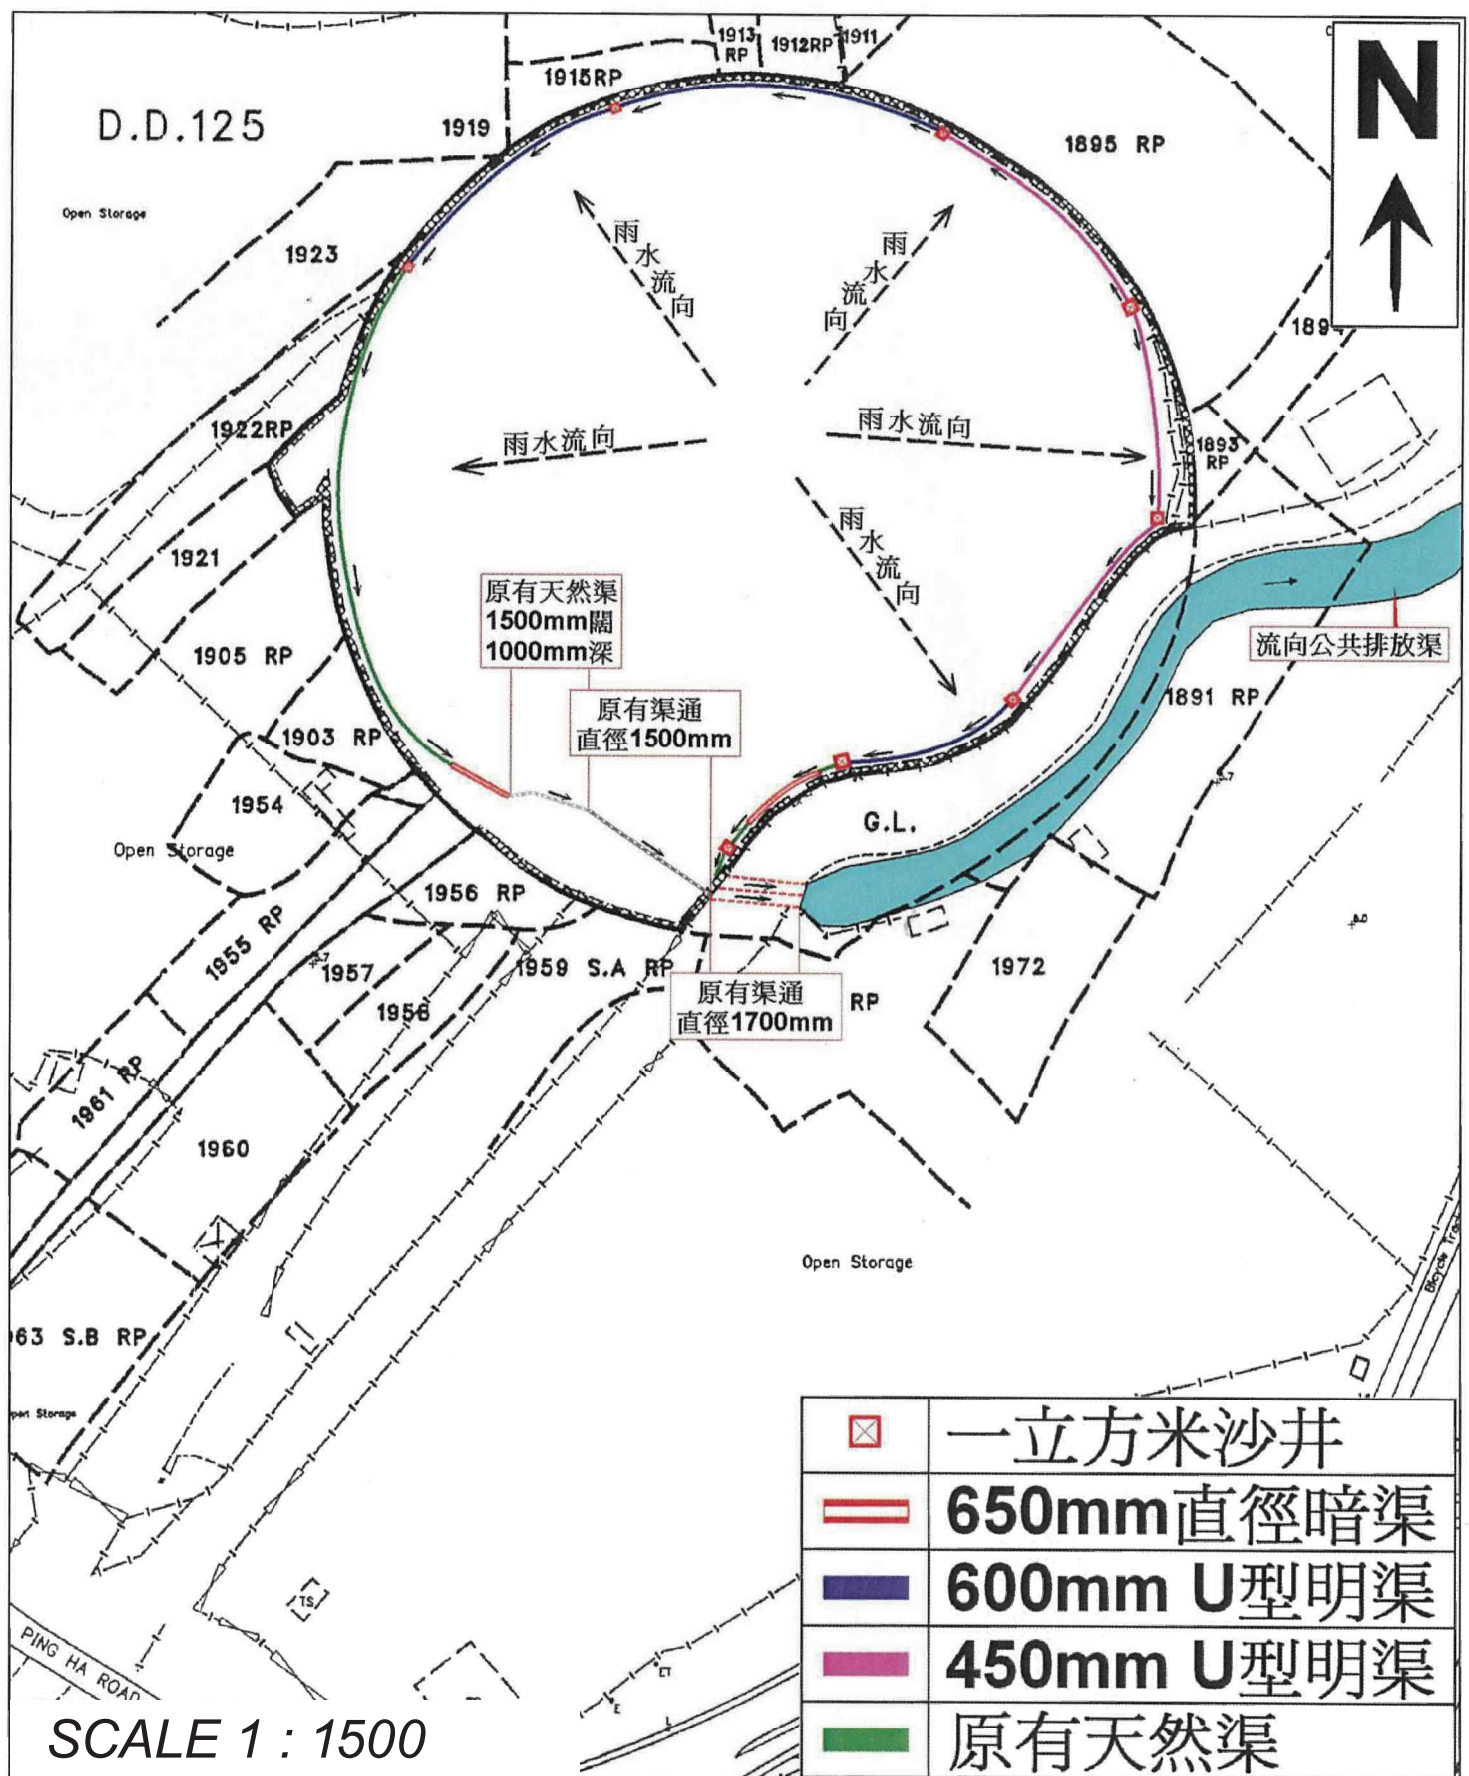 D.D.125
Open Storage
1913
RP
1912RP
1911
1915RP
1919
1895 RP
N
1923
雨水流向
雨水流向
1922RP
雨水流向
雨水流向
1893
RP
1921
雨水流向
原有天然渠
1500mm闊
1000mm深
流向公共排放渠
1905 RP
1891 RP
原有渠通
直徑1500mm
1903 RP
1954
Open Storage
G.L.
1956 RP
1955 RP
1957
1959 S.A RP
1972
1956
原有渠通
直徑1700mm
RP
1961 RP
1960
Open Storage
63 S.B RP
Bicycle
TS
PING HA ROAD
ET
E
L
SCALE 1 : 1500
一立方米沙井
650mm直徑暗渠
600mm U型明渠
450mm U型明渠
原有天然渠